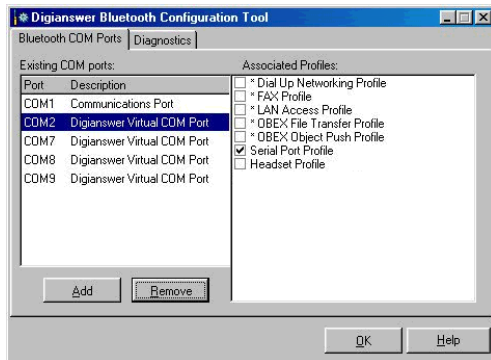 Digianswer Bluetooth Configuration Tool
Bluetooth COM Ports Diagnostics
Existing COM ports: Associated Profiles:
Port Description
COM1 Communications Port
COM2 Digianswer Virtual COM Port
COM7 Digianswer Virtual COM Port
COM8 Digianswer Virtual COM Port
COM9 Digianswer Virtual COM Port
* Dial Up Networking Profile
* FAX Profile
* LAN Access Profile
* OBEX File Transfer Profile
* OBEX Object Push Profile
Serial Port Profile
Headset Profile
Add Remove
OK Help